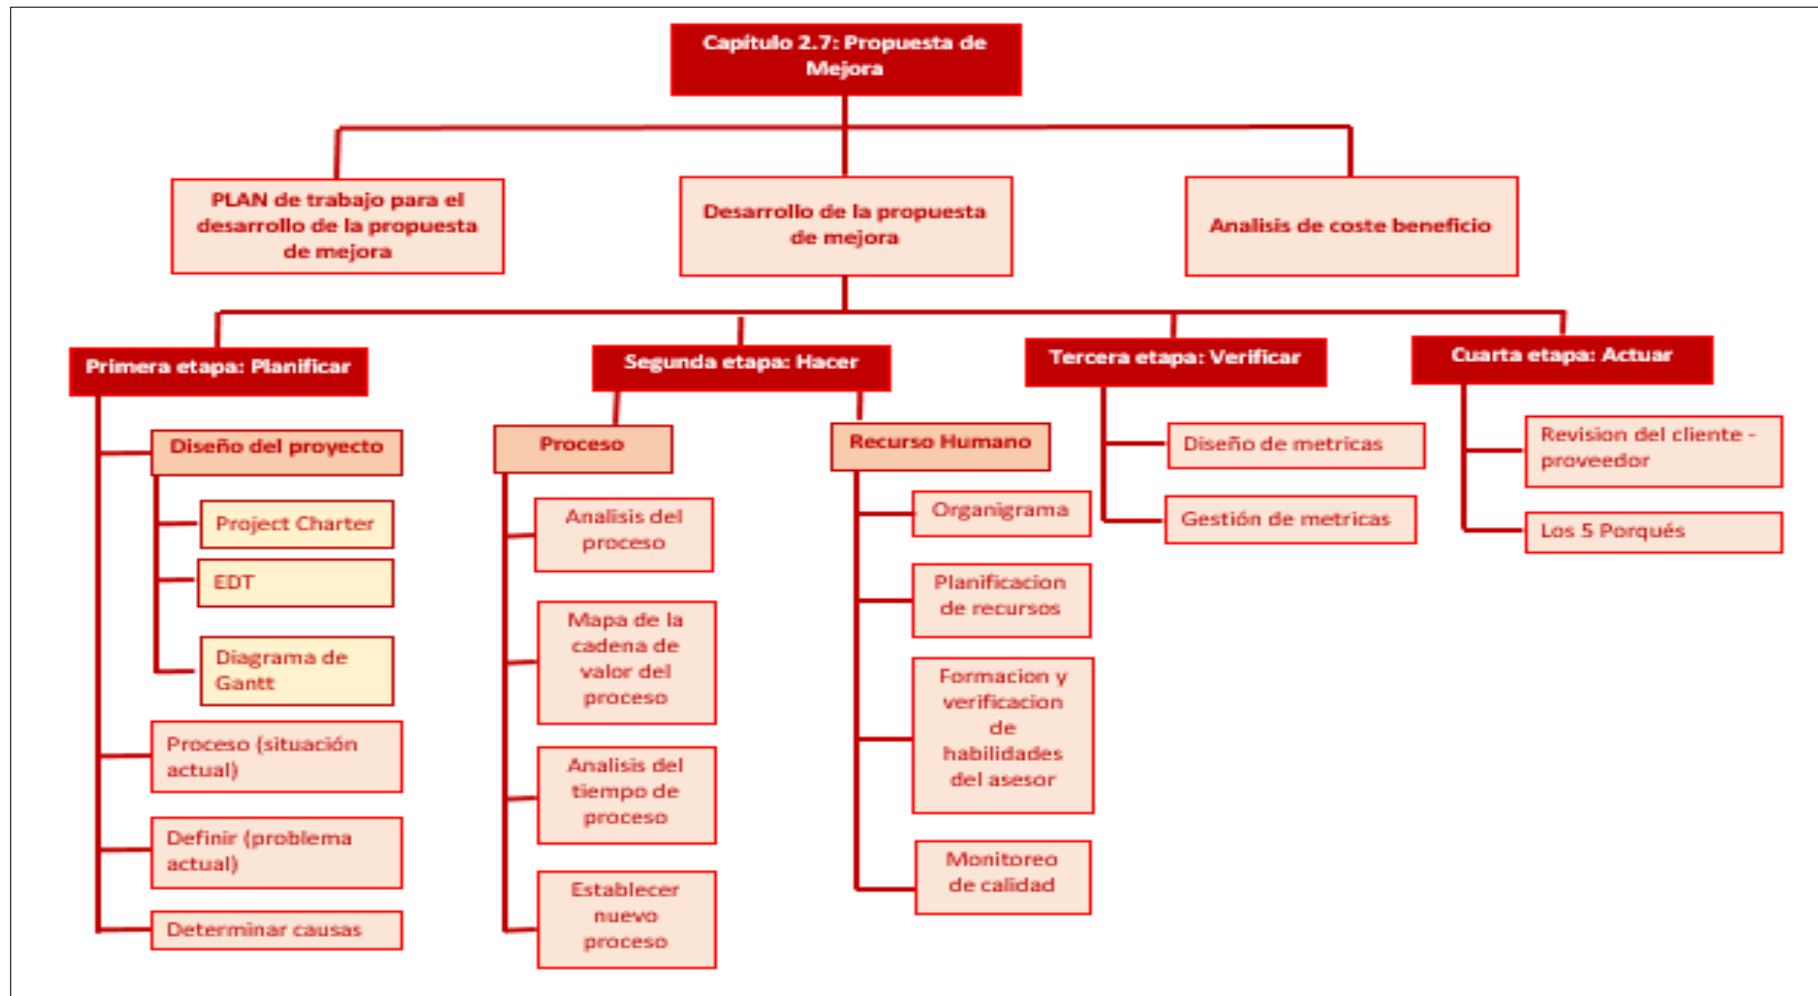 Capítulo 2.7: Propuesta de
Mejora
PLAN de trabajo para el
desarrollo de la propuesta
de mejora
Desarrollo de la propuesta
de mejora
Analisis de coste beneficio
Primera etapa: Planificar
Segunda etapa: Hacer
Tercera etapa: Verificar
Cuarta etapa: Actuar
Diseño del proyecto
Project Charter
EDT
Diagrama de
Gantt
Proceso (situación
actual)
Definir (problema
actual)
Determinar causas
Proceso
Analisis del
proceso
Mapa de la
cadena de
valor del
proceso
Analisis del
tiempo de
proceso
Establecer
nuevo
proceso
Recurso Humano
Organigrama
Planificacion
de recursos
Formacion y
verificacion
de
habilidades
del asesor
Monitoreo
de calidad
Diseño de metricas
Gestión de metricas
Revision del cliente -
proveedor
Los 5 Porqués